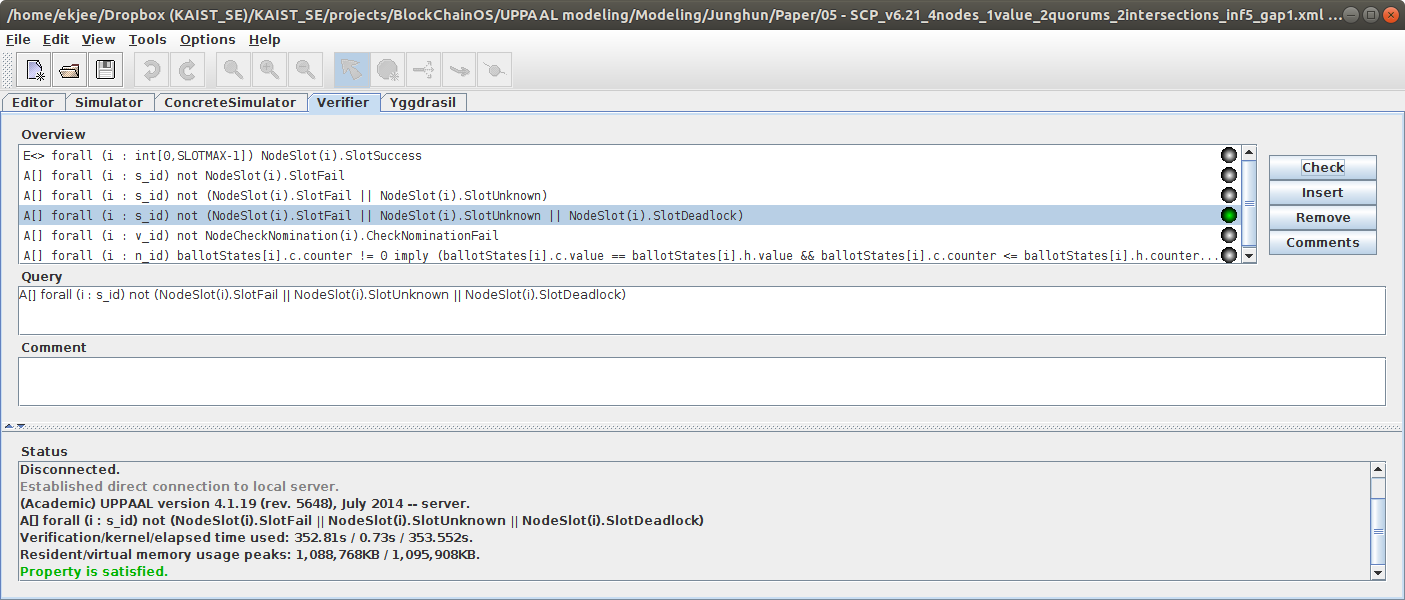 /home/ekjee/Dropbox (KAIST_SE)/KAIST_SE/projects/BlockChainOS/UPPAAL modeling/Modeling/Junghun/Paper/05 - SCP_v6.21_4nodes_1value_2quorums_2intersections_inf5_gap1.xml ...
File Edit View Tools Options Help
Editor Simulator ConcreteSimulator Verifier Yggdrasil
Overview
E<> forall (i : int[0,SLOTMAX-1]) NodeSlot(i).SlotSuccess
A[] forall (i : s_id) not NodeSlot(i).SlotFail
A[] forall (i : s_id) not (NodeSlot(i).SlotFail || NodeSlot(i).SlotUnknown)
A[] forall (i : s_id) not (NodeSlot(i).SlotFail || NodeSlot(i).SlotUnknown || NodeSlot(i).SlotDeadlock)
A[] forall (i : v_id) not NodeCheckNomination(i).CheckNominationFail
A[] forall (i : n_id) ballotStates[i].c.counter != 0 imply (ballotStates[i].c.value == ballotStates[i].h.value && ballotStates[i].c.counter <= ballotStates[i].h.counter...
Check
Insert
Remove
Comments
Query
A[] forall (i : s_id) not (NodeSlot(i).SlotFail || NodeSlot(i).SlotUnknown || NodeSlot(i).SlotDeadlock)
Comment
Status
Disconnected.
Established direct connection to local server.
(Academic) UPPAAL version 4.1.19 (rev. 5648), July 2014 -- server.
A[] forall (i : s_id) not (NodeSlot(i).SlotFail || NodeSlot(i).SlotUnknown || NodeSlot(i).SlotDeadlock)
Verification/kernel/elapsed time used: 352.81s / 0.73s / 353.552s.
Resident/virtual memory usage peaks: 1,088,768KB / 1,095,908KB.
Property is satisfied.